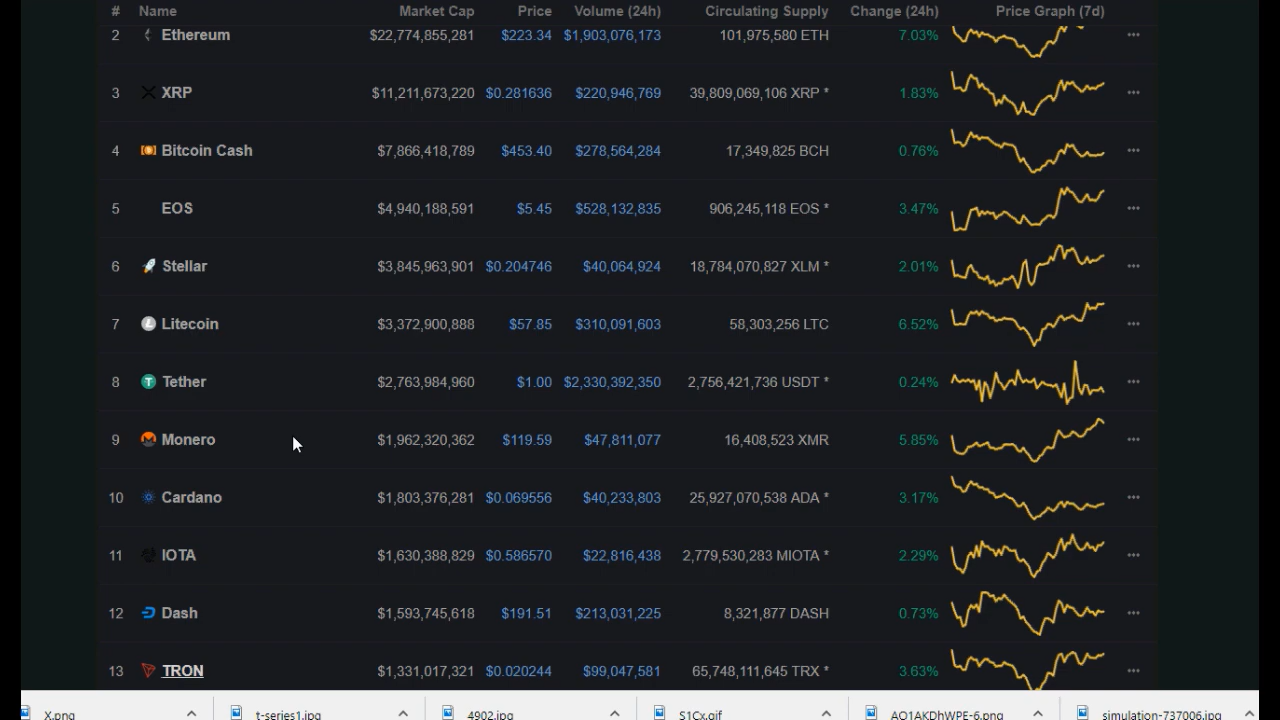 # Name Market Cap Price Volume (24h) Circulating Supply Change (24h) Price Graph (7d)
2 Ethereum $22,774,855,281 $223.34 $1,903,076,173 101,975,580 ETH 7.03%
3 XRP $11,211,673,220 $0.281636 $220,946,769 39,809,069,106 XRP * 1.83%
4 Bitcoin Cash $7,866,418,789 $453.40 $278,564,284 17,349,825 BCH 0.76%
5 EOS $4,940,188,591 $5.45 $528,132,835 906,245,118 EOS * 3.47%
6 Stellar $3,845,963,901 $0.204746 $40,064,924 18,784,070,827 XLM * 2.01%
7 Litecoin $3,372,900,888 $57.85 $310,091,603 58,303,256 LTC 6.52%
8 Tether $2,763,984,960 $1.00 $2,330,392,350 2,756,421,736 USDT * 0.24%
9 Monero $1,962,320,362 $119.59 $47,811,077 16,408,523 XMR 5.85%
10 Cardano $1,803,376,281 $0.069556 $40,233,803 25,927,070,538 ADA * 3.17%
11 IOTA $1,630,388,829 $0.586570 $22,816,438 2,779,530,283 MIOTA * 2.29%
12 Dash $1,593,745,618 $191.51 $213,031,225 8,321,877 DASH 0.73%
13 TRON $1,331,017,321 $0.020244 $99,047,581 65,748,111,645 TRX * 3.63%
X.png t-series1.jpg 4902.jpg S1Cx.gif AO1AKDhWPE-6.png simulation-737006.jpg